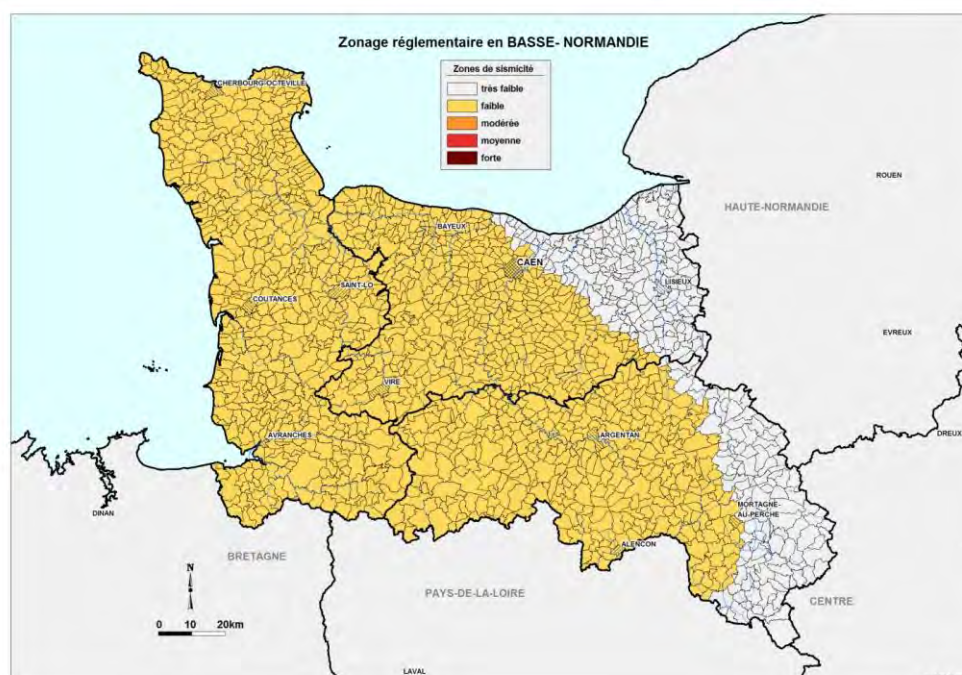 Zonage réglementaire en BASSE- NORMANDIE
Zones de sismicité
très faible
faible
modérée
moyenne
forte
CHERBOURG-OCTEVILLE
ROUEN
HAUTE-NORMANDIE
BAYEUX
CAEN
LISIEUX
SAINT-LO
COUTANCES
EVREUX
VIRE
AVRANCHES
ARGENTAN
DREUX
MORTAGNE-
AU-PERCHE
DINAN
ALENCON
BRETAGNE
N
PAYS-DE-LA-LOIRE
CENTRE
0 10 20km
LAVAL